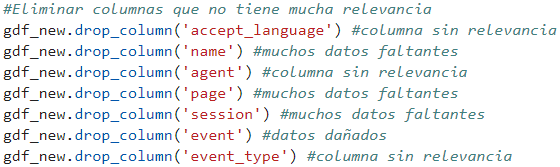 #Eliminar columnas que no tiene mucha relevancia
gdf_new.drop_column('accept_language') #columna sin relevancia
gdf_new.drop_column('name') #muchos datos faltantes
gdf_new.drop_column('agent') #columna sin relevancia
gdf_new.drop_column('page') #muchos datos faltantes
gdf_new.drop_column('session') #muchos datos faltantes
gdf_new.drop_column('event') #datos dañados
gdf_new.drop_column('event_type') #columna sin relevancia